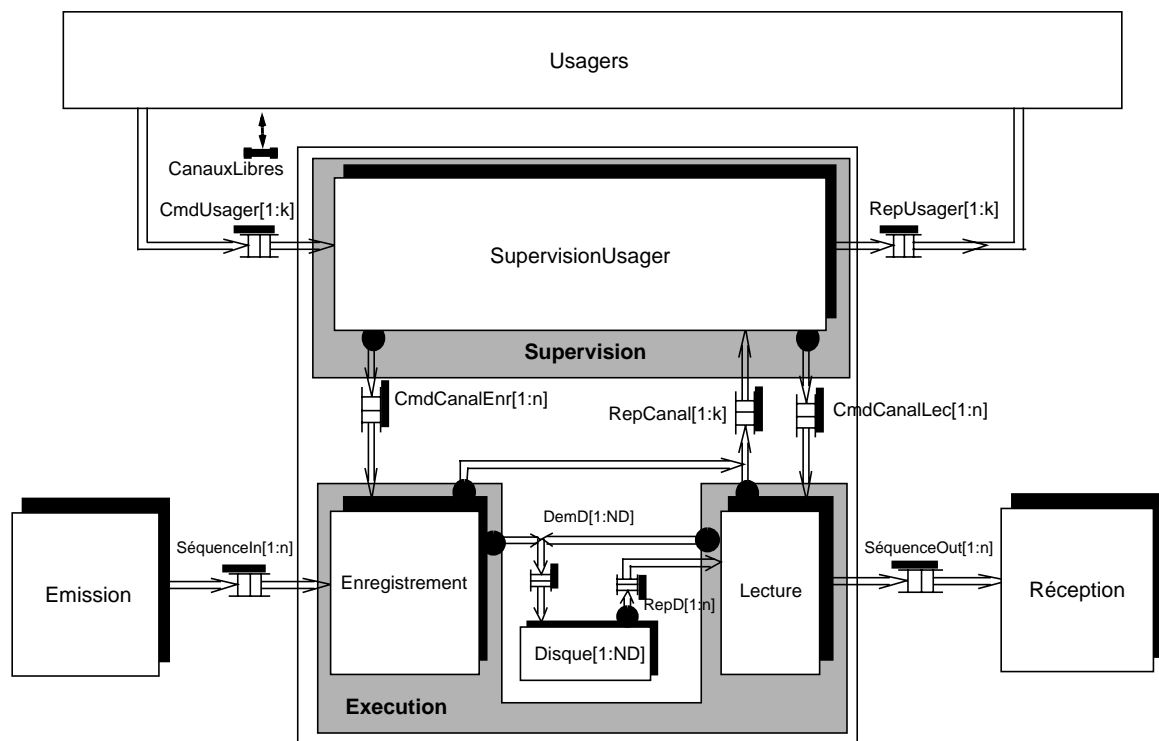 Usagers
CanauxLibres
CmdUsager[1:k]
RepUsager[1:k]
SupervisionUsager
Supervision
CmdCanalEnr[1:n]
RepCanal[1:k]
CmdCanalLec[1:n]
DemD[1:ND]
SéquenceIn[1:n]
SéquenceOut[1:n]
Emission
Enregistrement
Lecture
Réception
RepD[1:n]
Disque[1:ND]
Execution